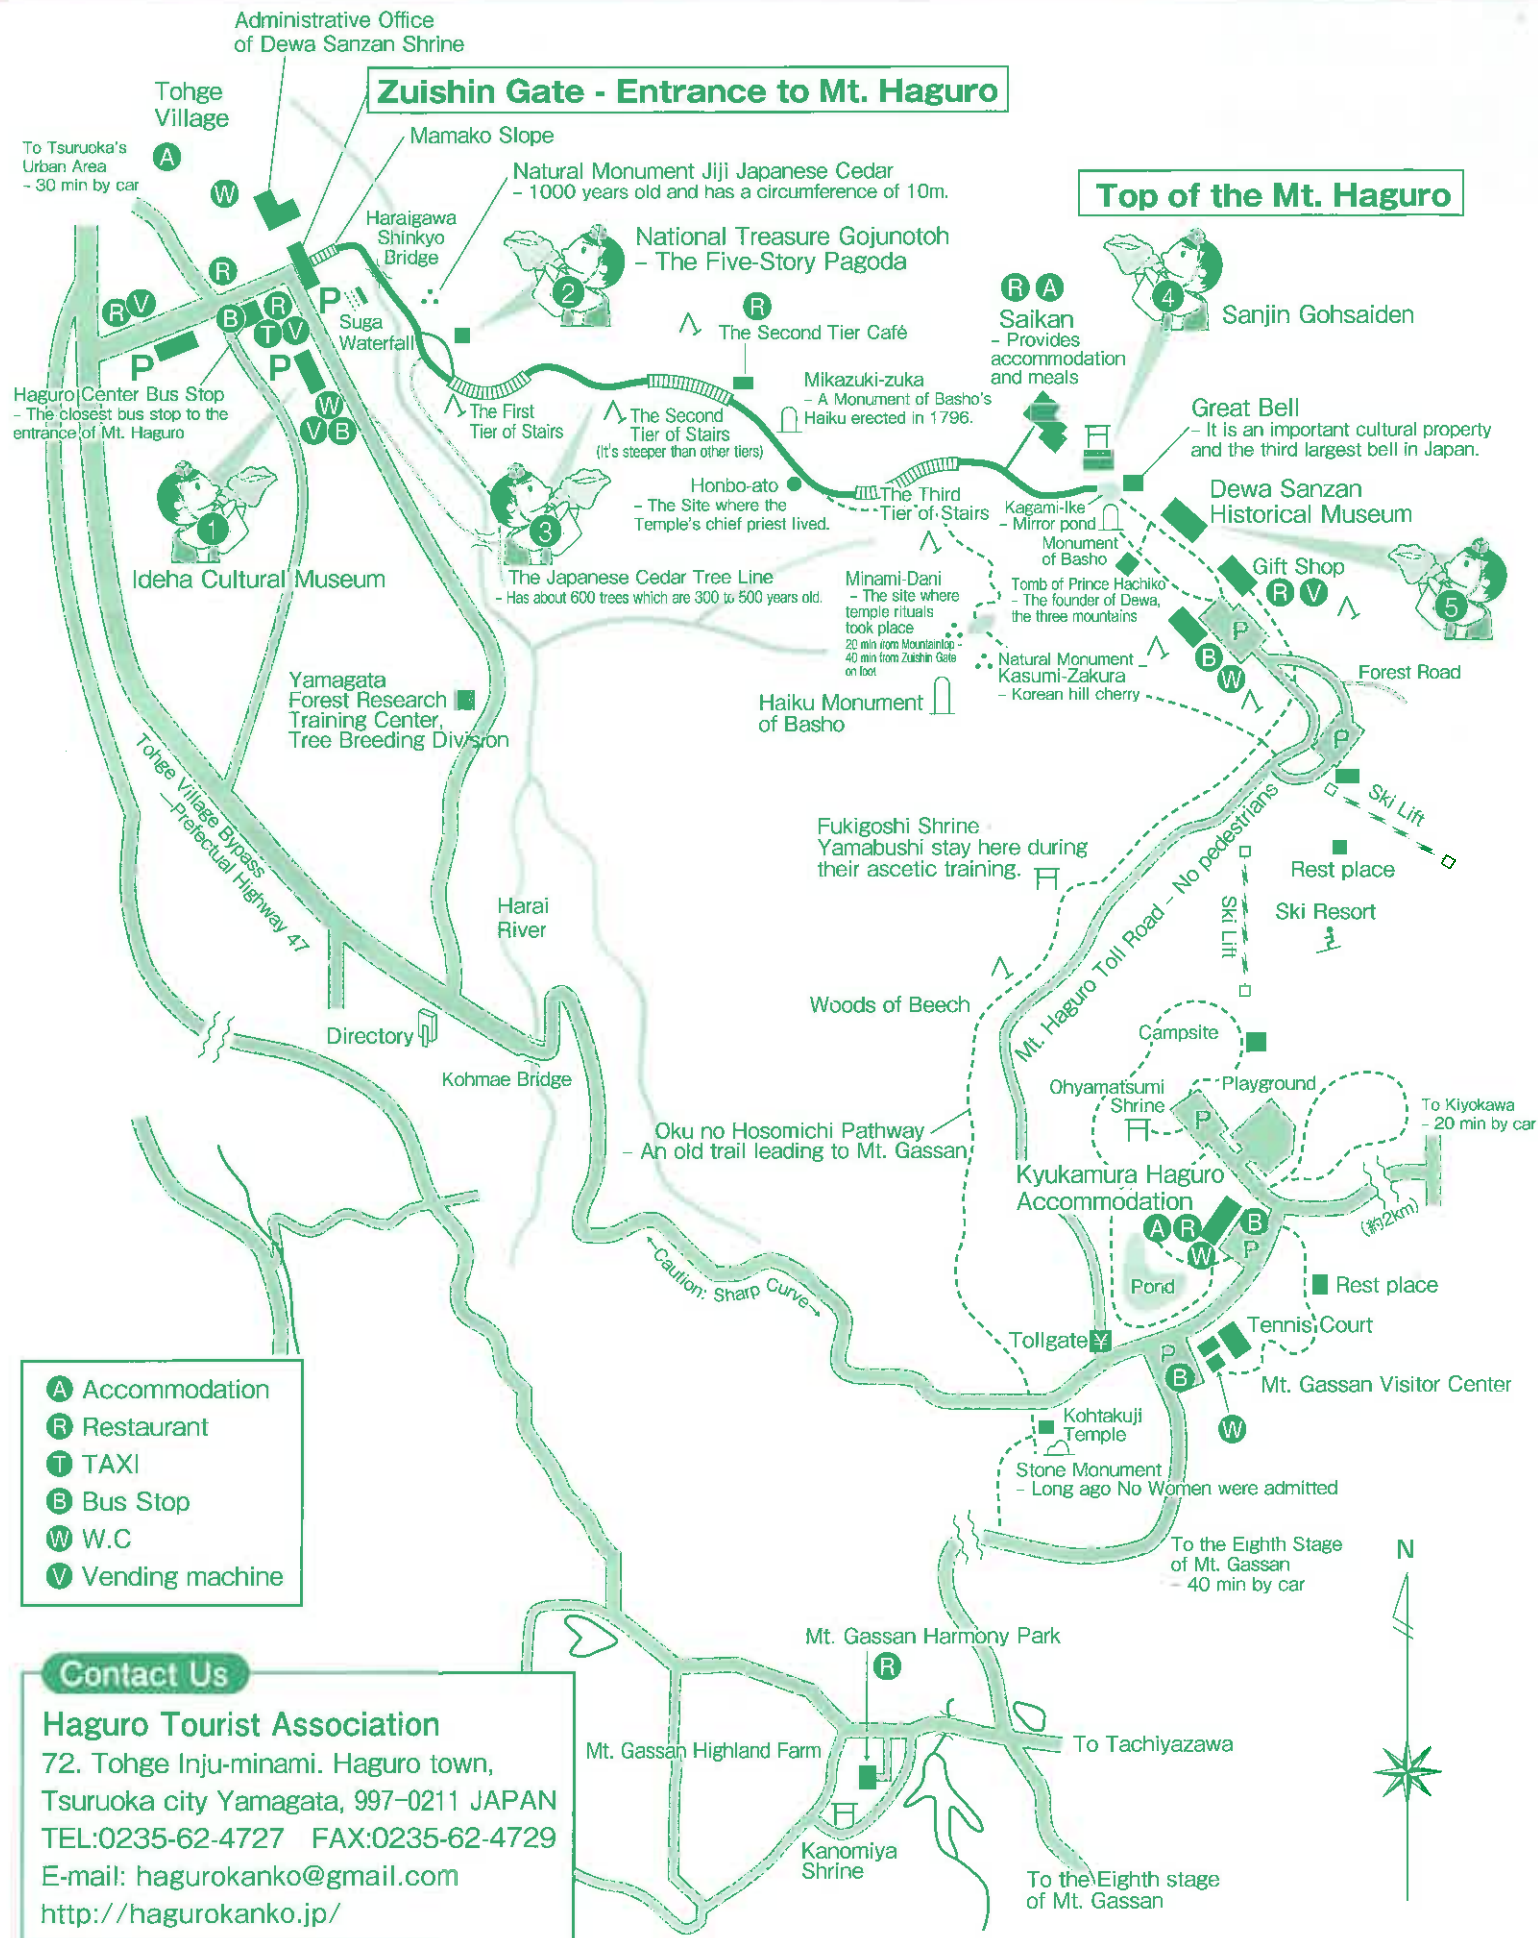 Administrative Office
of Dewa Sanzan Shrine
Zuishin Gate - Entrance to Mt. Haguro
Tohge
Village
A
To Tsuruoka's
Urban Area
- 30 min by car
W
Mamako Slope
Natural Monument Jiji Japanese Cedar
- 1000 years old and has a circumference of 10m.
Top of the Mt. Haguro
Haraigawa
Shinkyo
Bridge
2
National Treasure Gojunotoh
- The Five-Story Pagoda
4
Sanjin Gohsaiden
R
R V
B
R
T V
P
P
P
Suga
Waterfall
R
The Second Tier Café
R A
Saikan
- Provides
accommodation
and meals
Haguro Center Bus Stop
- The closest bus stop to the
entrance of Mt. Haguro
W
V B
The First
Tier of Stairs
The Second
Tier of Stairs
(It's steeper than other tiers)
Mikazuki-zuka
- A Monument of Basho's
Haiku erected in 1796.
Great Bell
- It is an important cultural property
and the third largest bell in Japan.
1
Ideha Cultural Museum
3
The Japanese Cedar Tree Line
- Has about 600 trees which are 300 to 500 years old.
Honbo-ato
- The Site where the
Temple's chief priest lived.
The Third
Tier of Stairs
Kagami-Ike
- Mirror pond
Monument
of Basho
Dewa Sanzan
Historical Museum
5
Gift Shop
R V
Minami-Dani
- The site where
temple rituals
took place
20 min from Mountaintop -
40 min from Zuishin Gate
on foot
Tomb of Prince Hachiko
- The founder of Dewa,
the three mountains
P
B
W
Natural Monument
Kasumi-Zakura
- Korean hill cherry
Forest Road
Haiku Monument
of Basho
P
Yamagata
Forest Research
Training Center,
Tree Breeding Division
Tohge Village Bypass
—Prefectual Highway 47
Ski Lift
Rest place
Ski Resort
Ski Lift
Fukigoshi Shrine
Yamabushi stay here during
their ascetic training.
Mt. Haguro Toll Road - No pedestrians
Harai
River
Woods of Beech
Directory
Kohmae Bridge
Campsite
Ohyamatsumi
Shrine
Playground
P
To Kiyokawa
- 20 min by car
(約2km)
Oku no Hosomichi Pathway
- An old trail leading to Mt. Gassan
Kyukamura Haguro
Accommodation
A R
B
W
P
Pond
Caution: Sharp Curve
Rest place
Tennis Court
Tollgate ¥
P
B
Mt. Gassan Visitor Center
W
Kohtakuji
Temple
Stone Monument
- Long ago No Women were admitted
To the Eighth Stage
of Mt. Gassan
- 40 min by car
N
A Accommodation
R Restaurant
T TAXI
B Bus Stop
W W.C
V Vending machine
Mt. Gassan Harmony Park
R
Mt. Gassan Highland Farm
To Tachiyazawa
Kanomiya
Shrine
To the Eighth stage
of Mt. Gassan
Contact Us
Haguro Tourist Association
72. Tohge Inju-minami. Haguro town,
Tsuruoka city Yamagata, 997-0211 JAPAN
TEL:0235-62-4727 FAX:0235-62-4729
E-mail: hagurokanko@gmail.com
http://hagurokanko.jp/